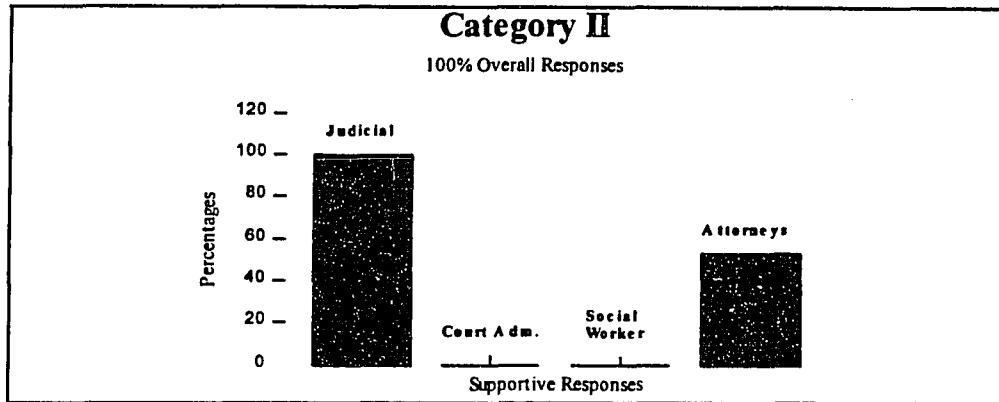 Category II
100% Overall Responses
120
Judicial
100
80
Percentages
60
Attorneys
40
20
Court Adm.
Social
Worker
0
Supportive Responses